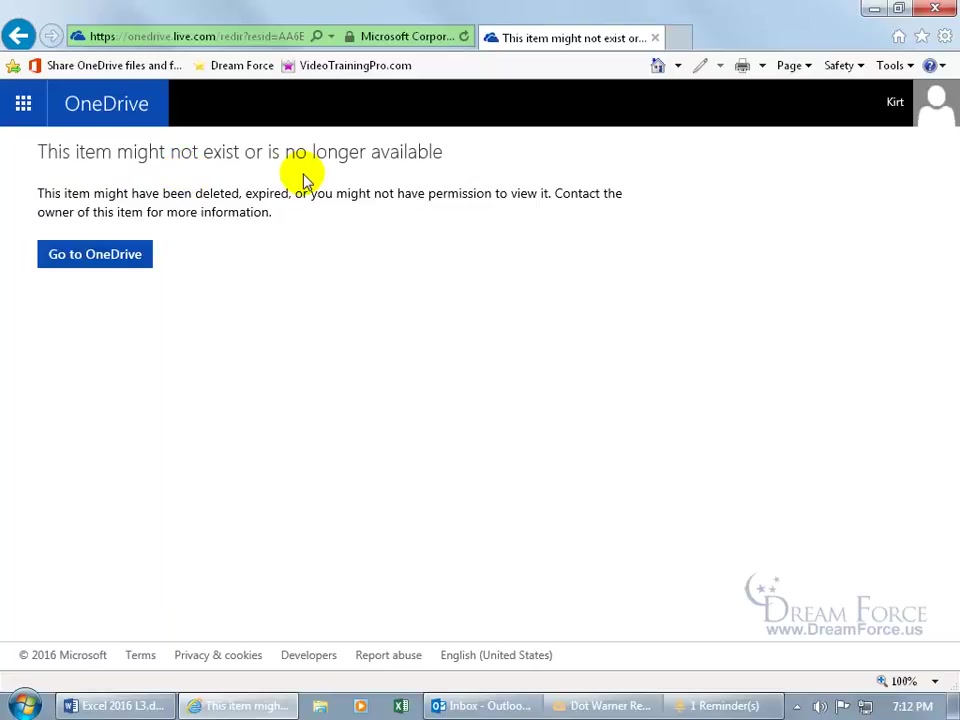 https://onedrive.live.com/redir?resid=AA6E
Microsoft Corpor...
This item might not exist or...
Share OneDrive files and f...
Dream Force
VideoTrainingPro.com
Page
Safety
Tools
OneDrive
Kirt
This item might not exist or is no longer available
This item might have been deleted, expired, or you might not have permission to view it. Contact the
owner of this item for more information.
Go to OneDrive
DREAM FORCE
www.DreamForce.us
© 2016 Microsoft
Terms
Privacy & cookies
Developers
Report abuse
English (United States)
100%
Excel 2016 L3.d...
This item migh...
Inbox - Outloo...
Dot Warner Re...
1 Reminder(s)
7:12 PM